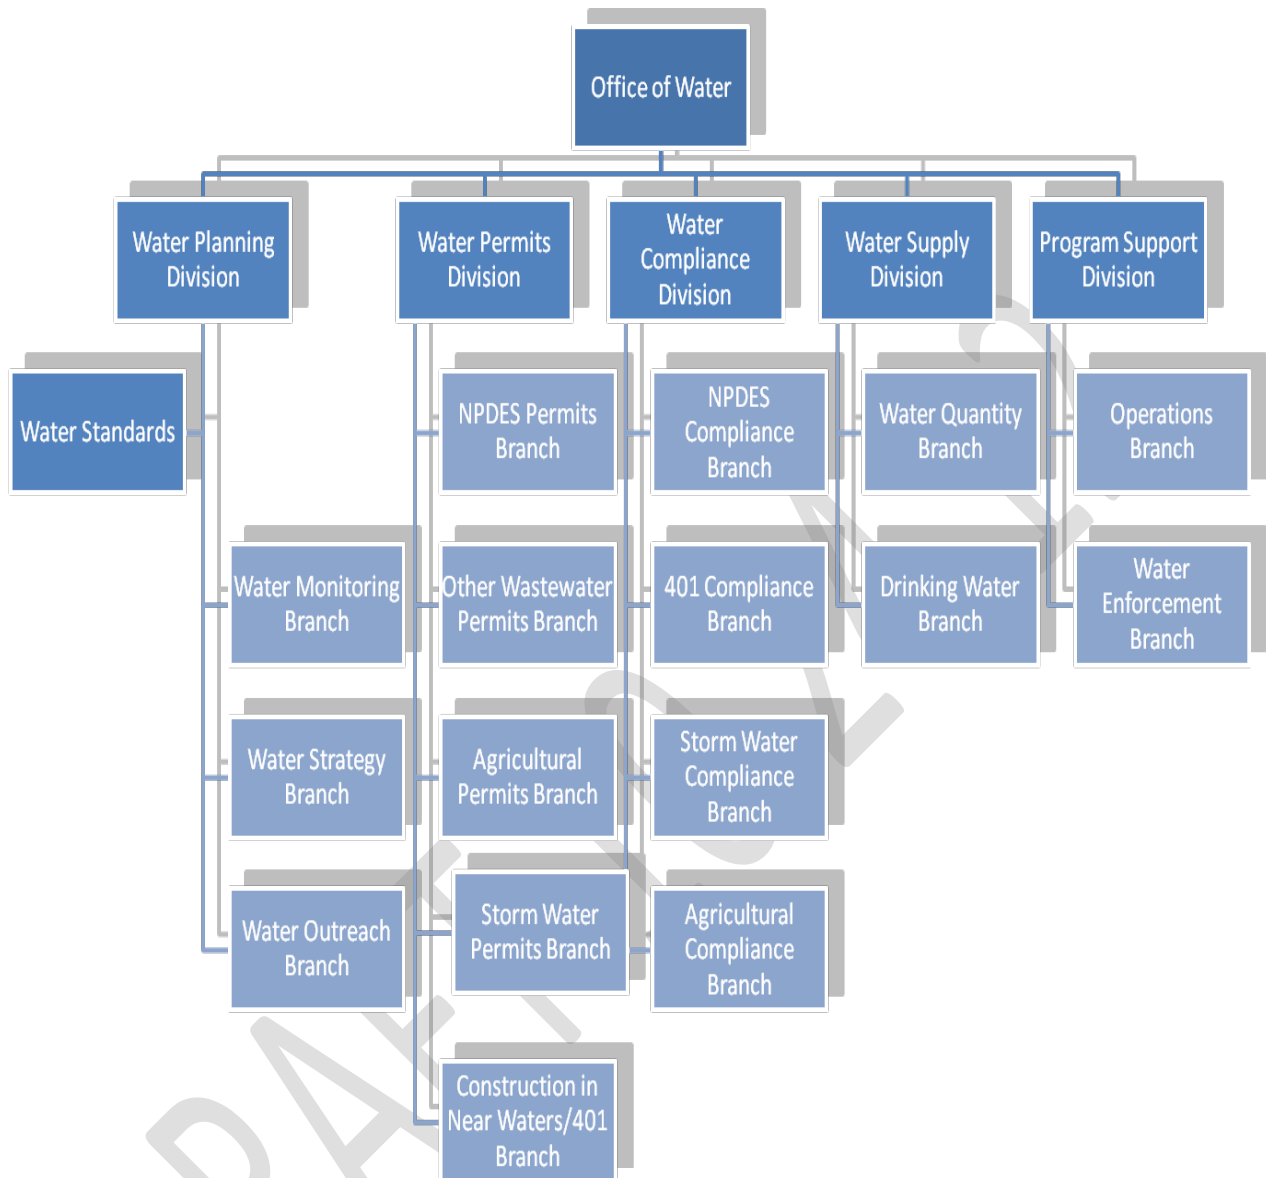 Office of Water
Water Planning
Division
Water Permits
Division
Water
Compliance
Division
Water Supply
Division
Program Support
Division
Water Standards
NPDES Permits
Branch
NPDES
Compliance
Branch
Water Quantity
Branch
Operations
Branch
Water Monitoring
Branch
Other Wastewater
Permits Branch
401 Compliance
Branch
Drinking Water
Branch
Water
Enforcement
Branch
Water Strategy
Branch
Agricultural
Permits Branch
Storm Water
Compliance
Branch
Water Outreach
Branch
Storm Water
Permits Branch
Agricultural
Compliance
Branch
Construction in
Near Waters/401
Branch